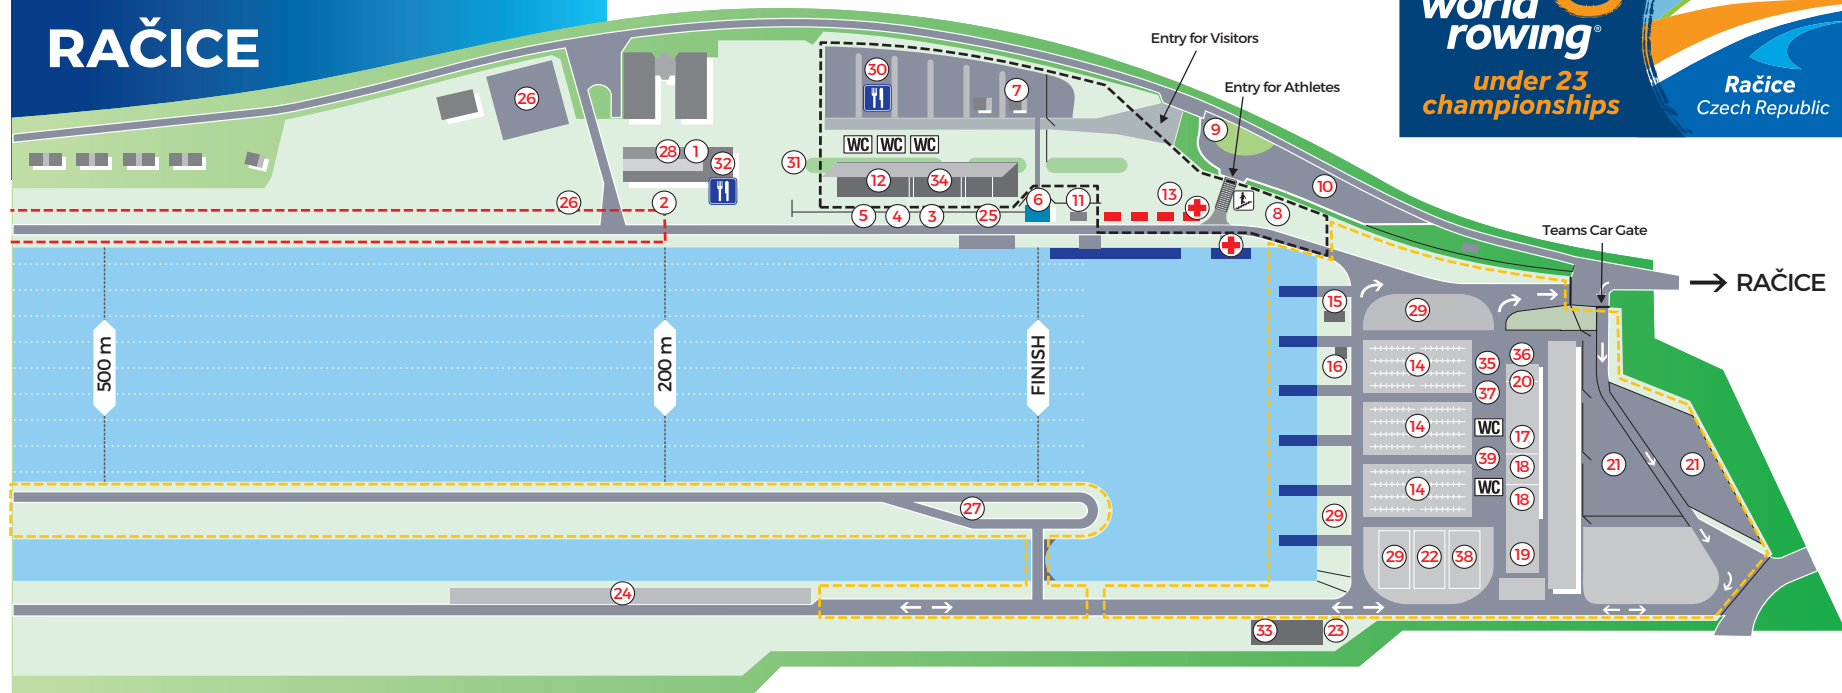 RAČICE
world
rowing®
under 23
championships
Račice
Czech Republic
Entry for Visitors
Entry for Athletes
Teams Car Gate
RAČICE
26
30
7
9
28
1
32
WC WC WC
31
12
34
10
26
2
5
4
3
25
6
11
13
8
15
29
16
14
35
36
37
20
14
WC
17
39
18
21
21
14
WC
18
500 m
200 m
FINISH
27
29
29
22
38
19
24
33
23